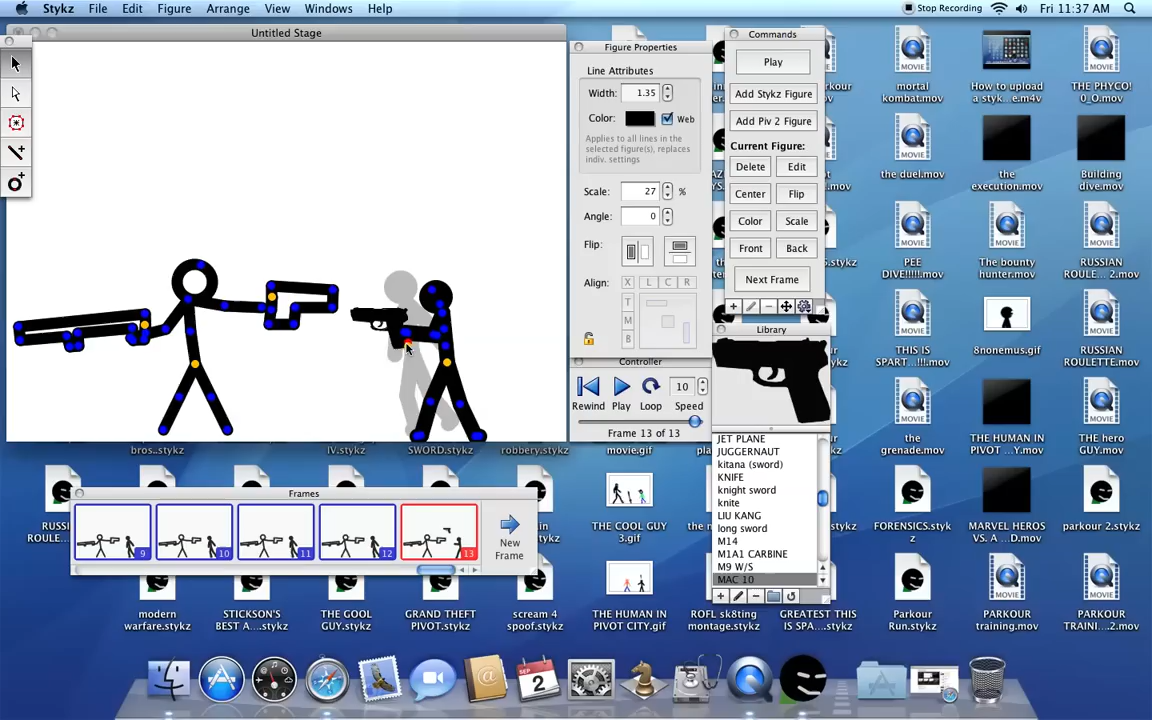 Stykz File Edit Figure Arrange View Windows Help
Stop Recording Fri 11:37 AM
Untitled Stage
Figure Properties
Line Attributes
Width: 1.35
Color: Web
Applies to all lines in the
selected figure(s), replaces
indiv. settings
Scale: 27 %
Angle: 0
Flip:
Align: X L C R
T
M
B
Controller
Rewind Play Loop Speed
10
Frame 13 of 13
Commands
Play
Add Stykz Figure
Add Piv 2 Figure
Current Figure:
Delete Edit
Center Flip
Color Scale
Front Back
Next Frame
Library
JET PLANE
JUGGERNAUT
kitana (sword)
KNIFE
knight sword
knite
LIU KANG
long sword
M14
M1A1 CARBINE
M9 W/S
MAC 10
Frames
9 10 11 12 13
New
Frame
mortal
kombat.mov
How to upload
a styk...e.m4v
THE PHYCO!
0_O.mov
the duel.mov
the
execution.mov
Building
dive.mov
PEE
DIVE!!!!!.mov
The bounty
hunter.mov
RUSSIAN
ROULE... 2.mov
THIS IS
SPART...!!!.mov
8nonemus.gif
RUSSIAN
ROULETTE.mov
the
grenade.mov
THE HUMAN IN
PIVOT ...Y.mov
THE hero
GUY.mov
bros..stykz
IV.stykz
SWORD.stykz
robbery.stykz
movie.gif
THE COOL GUY
3.gif
FORENSICS.styk
z
MARVEL HEROS
VS. A D...K.mov
parkour 2.stykz
modern
warfare.stykz
STICKSON'S
BEST A....stykz
THE GOOL
GUY.stykz
GRAND THEFT
PIVOT.stykz
scream 4
spoof.stykz
THE HUMAN IN
PIVOT CITY.gif
ROFL sk8ting
montage.stykz
GREATEST THIS
IS SPA....stykz
Parkour
Run.stykz
PARKOUR
training.mov
PARKOUR
TRAINI... 2.mov
SEP
2